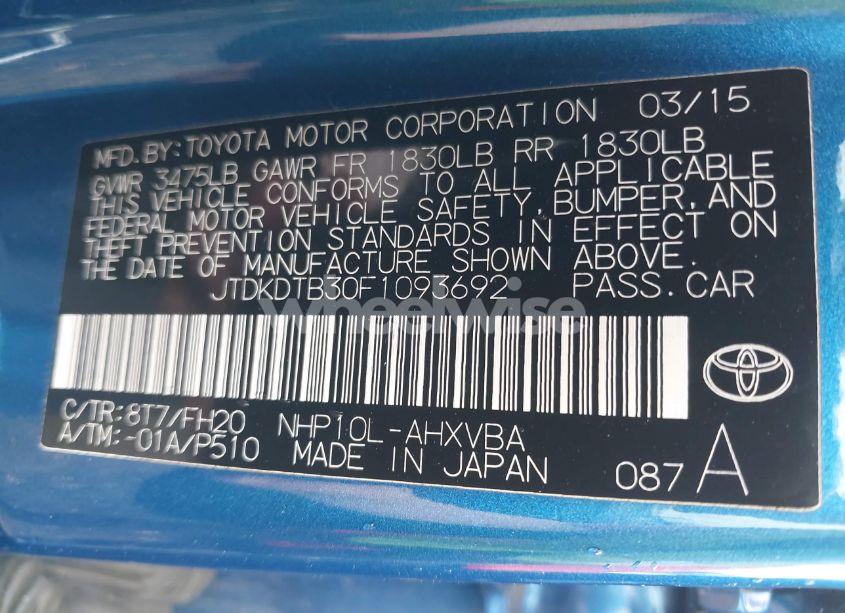 MFD. BY: TOYOTA MOTOR CORPORATION 03/15
GVWR 3475LB GAWR FR 1830LB RR 1830LB
THIS VEHICLE CONFORMS TO ALL APPLICABLE
FEDERAL MOTOR VEHICLE SAFETY, BUMPER, AND
THEFT PREVENTION STANDARDS IN EFFECT ON
THE DATE OF MANUFACTURE SHOWN ABOVE.
JTDKDTB30F1093692 PASS. CAR
wheelwise
C/TR: 8T7/FH20 NHP10L-AHXVBA
A/TM: -01A/P510 MADE IN JAPAN 087 A